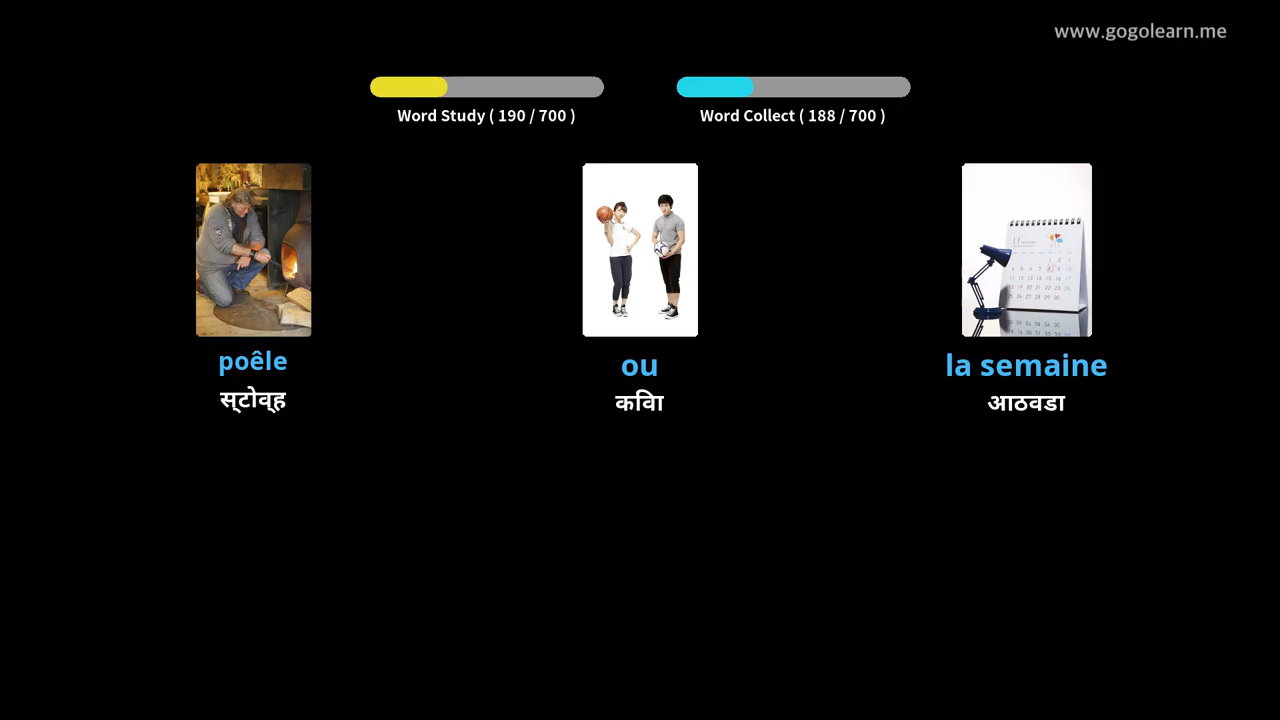 www.gogolearn.me
Word Study ( 190 / 700 )
Word Collect ( 188 / 700 )
poêle
स्टोव्ह
ou
किंवा
la semaine
आठवडा